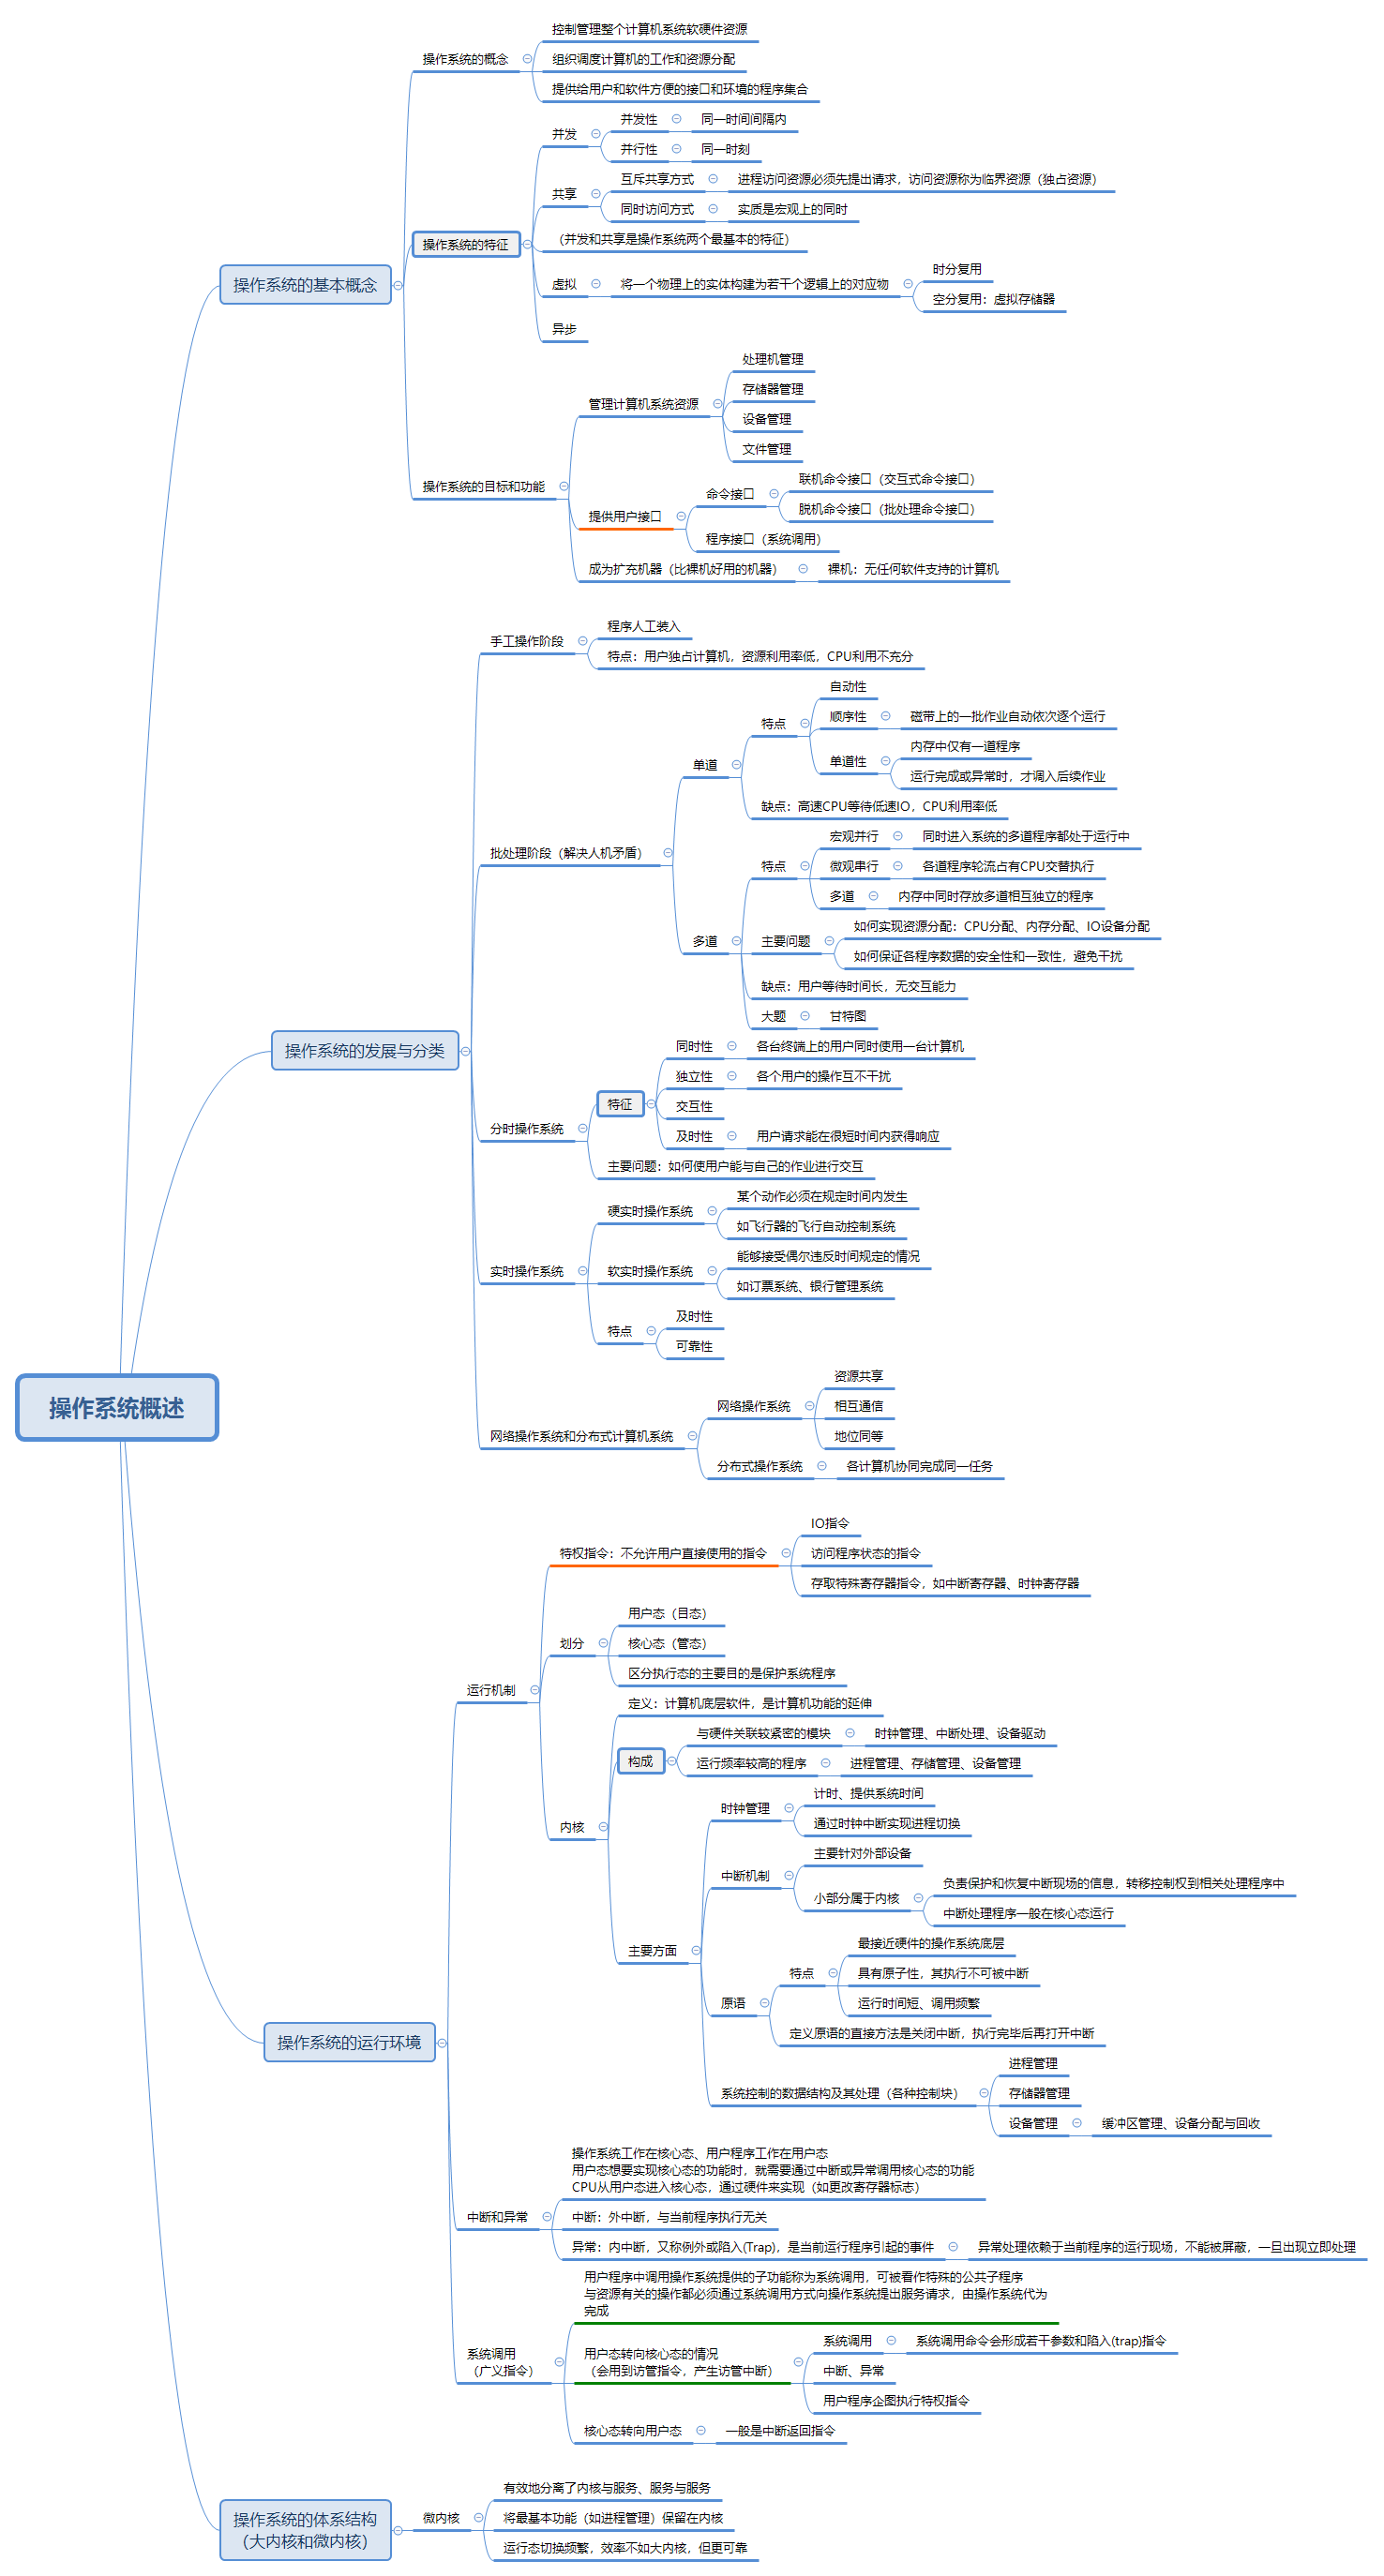 操作系统概述
操作系统的基本概念
操作系统的概念
控制管理整个计算机系统软硬件资源
组织调度计算机的工作和资源分配
提供给用户和软件方便的接口和环境的程序集合
操作系统的特征
并发
并发性
同一时间间隔内
并行性
同一时刻
共享
互斥共享方式
进程访问资源必须先提出请求，访问资源称为临界资源（独占资源）
同时访问方式
实质是宏观上的同时
（并发和共享是操作系统两个最基本的特征）
虚拟
将一个物理上的实体构建为若干个逻辑上的对应物
时分复用
空分复用：虚拟存储器
异步
操作系统的目标和功能
管理计算机系统资源
处理机管理
存储器管理
设备管理
文件管理
提供用户接口
命令接口
联机命令接口（交互式命令接口）
脱机命令接口（批处理命令接口）
程序接口（系统调用）
成为扩充机器（比裸机好用的机器）
裸机：无任何软件支持的计算机
操作系统的发展与分类
手工操作阶段
程序人工装入
特点：用户独占计算机，资源利用率低，CPU利用不充分
批处理阶段（解决人机矛盾）
单道
特点
自动性
顺序性
磁带上的一批作业自动依次逐个运行
单道性
内存中仅有一道程序
运行完成或异常时，才调入后续作业
缺点：高速CPU等待低速IO，CPU利用率低
多道
特点
宏观并行
同时进入系统的多道程序都处于运行中
微观串行
各道程序轮流占有CPU交替执行
多道
内存中同时存放多道相互独立的程序
主要问题
如何实现资源分配：CPU分配、内存分配、IO设备分配
如何保证各程序数据的安全性和一致性，避免干扰
缺点：用户等待时间长，无交互能力
大题
甘特图
分时操作系统
特征
同时性
各台终端上的用户同时使用一台计算机
独立性
各个用户的操作互不干扰
交互性
及时性
用户请求能在很短时间内获得响应
主要问题：如何使用户能与自己的作业进行交互
实时操作系统
硬实时操作系统
某个动作必须在规定时间内发生
如飞行器的飞行自动控制系统
软实时操作系统
能够接受偶尔违反时间规定的情况
如订票系统、银行管理系统
特点
及时性
可靠性
网络操作系统和分布式计算机系统
网络操作系统
资源共享
相互通信
地位同等
分布式操作系统
各计算机协同完成同一任务
操作系统的运行环境
运行机制
特权指令：不允许用户直接使用的指令
IO指令
访问程序状态的指令
存取特殊寄存器指令，如中断寄存器、时钟寄存器
划分
用户态（目态）
核心态（管态）
区分执行态的主要目的是保护系统程序
内核
定义：计算机底层软件，是计算机功能的延伸
构成
与硬件关联较紧密的模块
时钟管理、中断处理、设备驱动
运行频率较高的程序
进程管理、存储管理、设备管理
主要方面
时钟管理
计时、提供系统时间
通过时钟中断实现进程切换
中断机制
主要针对外部设备
小部分属于内核
负责保护和恢复中断现场的信息，转移控制权到相关处理程序中
中断处理程序一般在核心态运行
原语
特点
最接近硬件的操作系统底层
具有原子性，其执行不可被中断
运行时间短、调用频繁
定义原语的直接方法是关闭中断，执行完毕后再打开中断
系统控制的数据结构及其处理（各种控制块）
进程管理
存储器管理
设备管理
缓冲区管理、设备分配与回收
中断和异常
操作系统工作在核心态、用户程序工作在用户态
用户态想要实现核心态的功能时，就需要通过中断或异常调用核心态的功能
CPU从用户态进入核心态，通过硬件来实现（如更改寄存器标志）
中断：外中断，与当前程序执行无关
异常：内中断，又称例外或陷入(Trap)，是当前运行程序引起的事件
异常处理依赖于当前程序的运行现场，不能被屏蔽，一旦出现立即处理
系统调用
（广义指令）
用户程序中调用操作系统提供的子功能称为系统调用，可被看作特殊的公共子程序
与资源有关的操作都必须通过系统调用方式向操作系统提出服务请求，由操作系统代为
完成
用户态转向核心态的情况
（会用到访管指令，产生访管中断）
系统调用
系统调用命令会形成若干参数和陷入(trap)指令
中断、异常
用户程序企图执行特权指令
核心态转向用户态
一般是中断返回指令
操作系统的体系结构
（大内核和微内核）
微内核
有效地分离了内核与服务、服务与服务
将最基本功能（如进程管理）保留在内核
运行态切换频繁，效率不如大内核，但更可靠